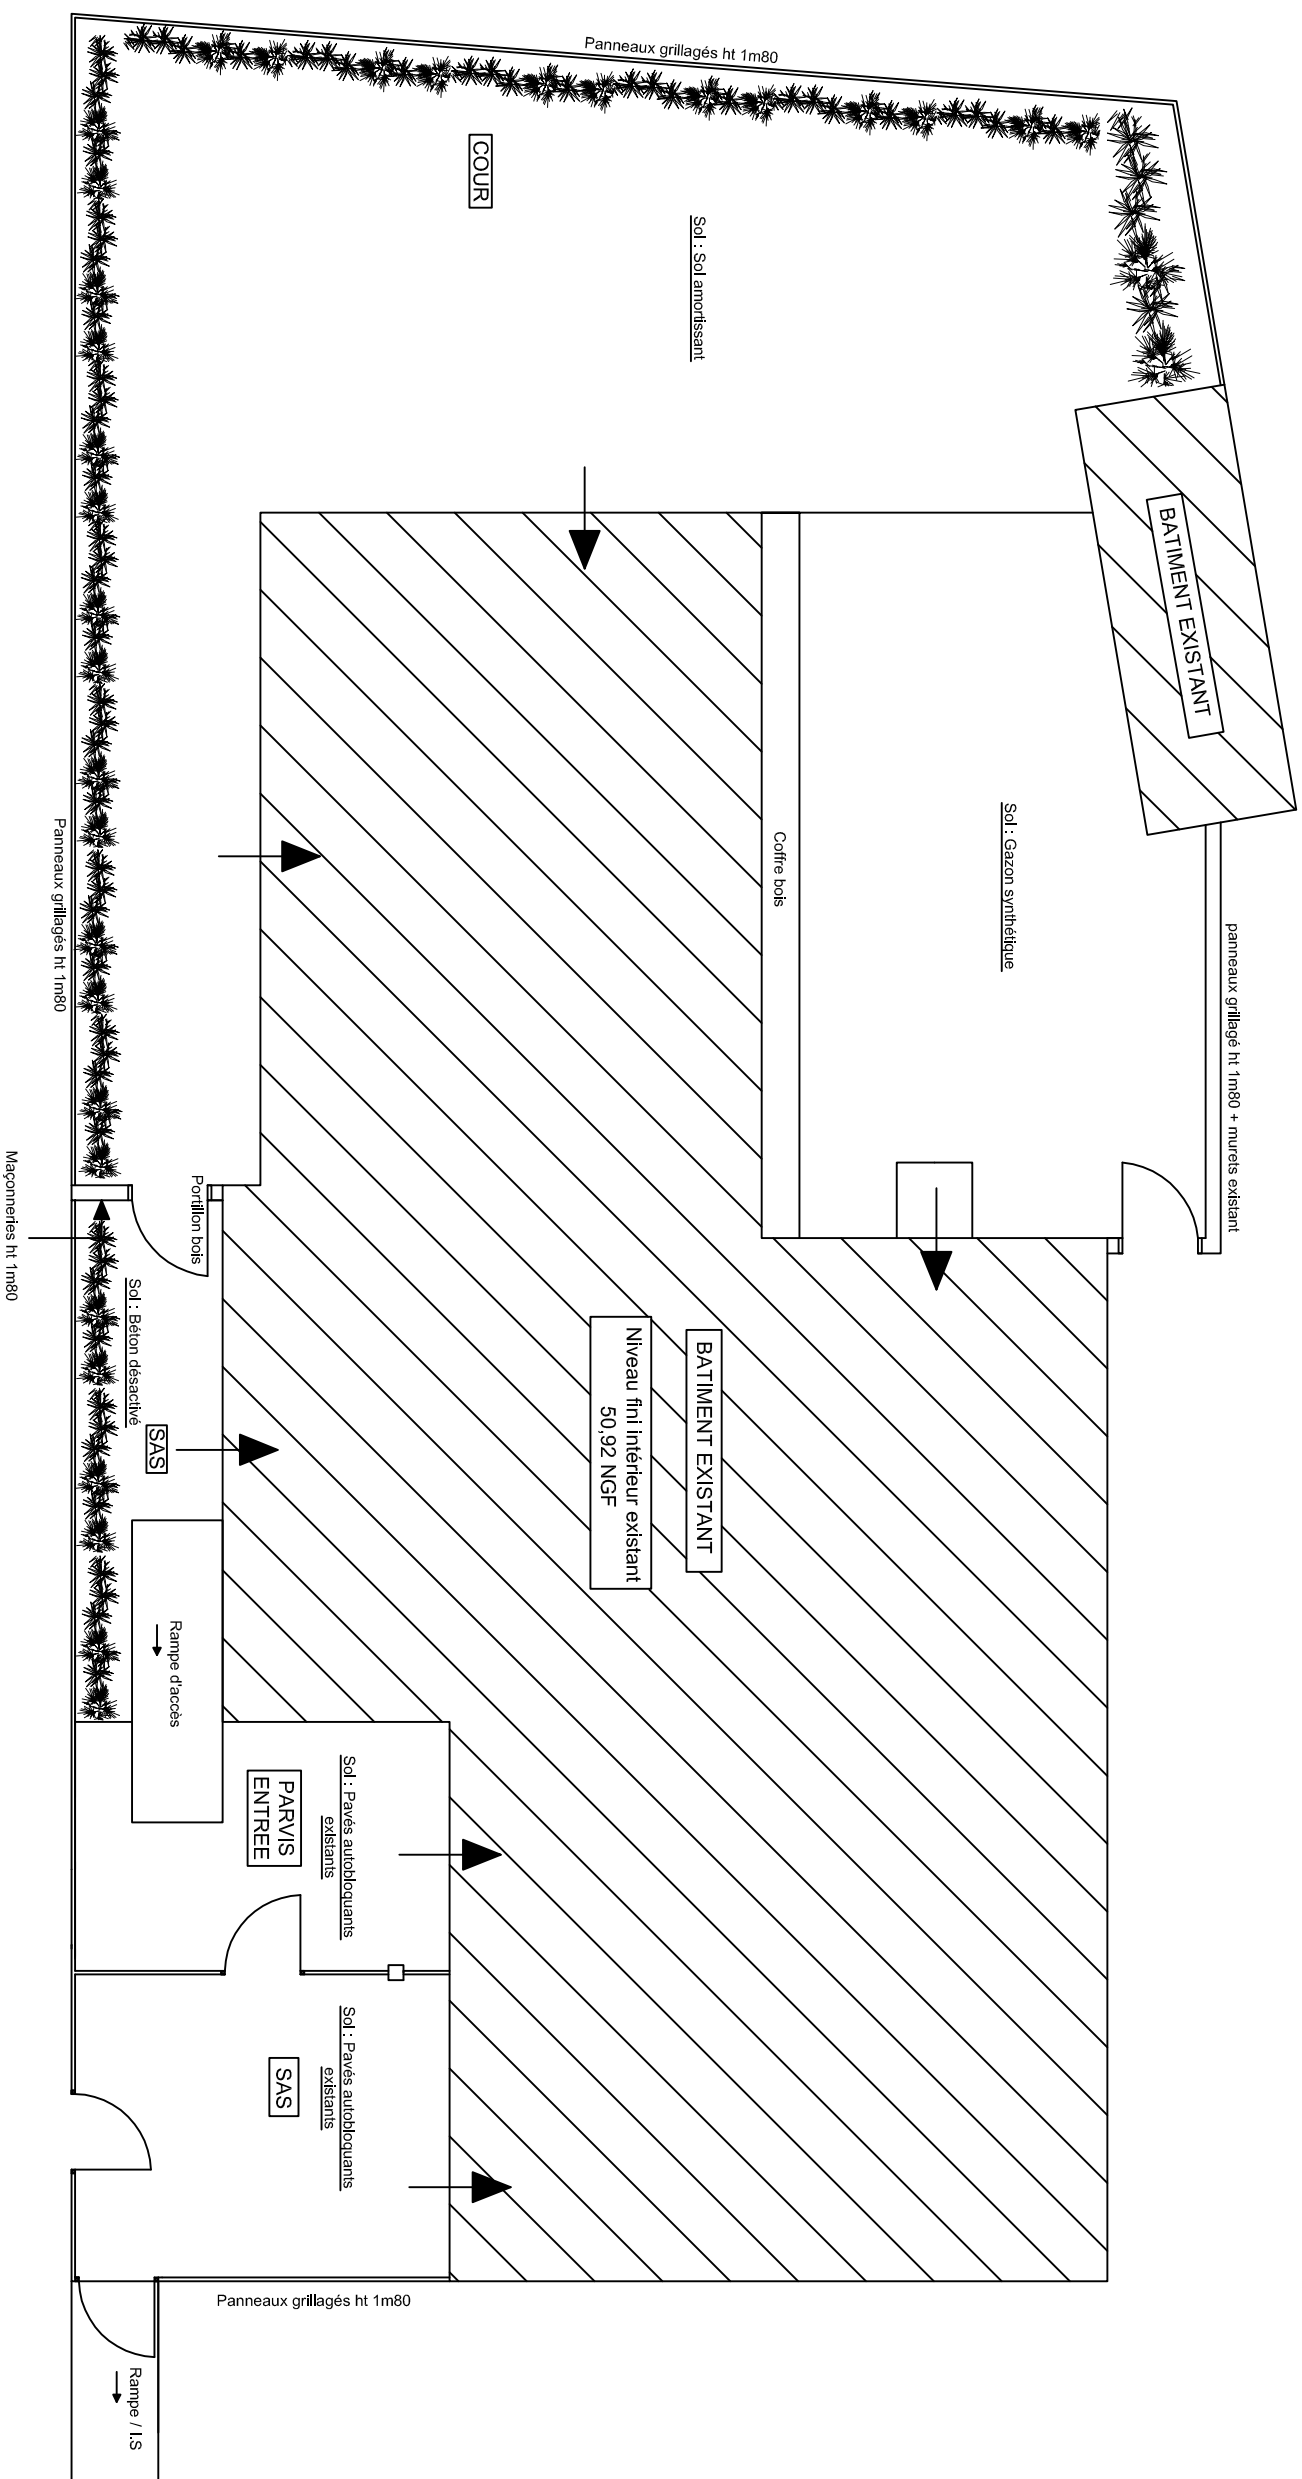 Panneaux grillagés ht 1m80
COUR
Sol : Sol amortissant
BATIMENT EXISTANT
panneaux grillagé ht 1m80 + murets existant
Sol : Gazon synthétique
Coffre bois
Panneaux grillagés ht 1m80
Maçonneries ht 1m80
Portillon bois
Sol : Béton désactivé
SAS
BATIMENT EXISTANT
Niveau fini intérieur existant
50,92 NGF
Rampe d'accès
Sol : Pavés autobloquants
existants
PARVIS
ENTREE
Sol : Pavés autobloquants
existants
SAS
Panneaux grillagés ht 1m80
Rampe / I.S